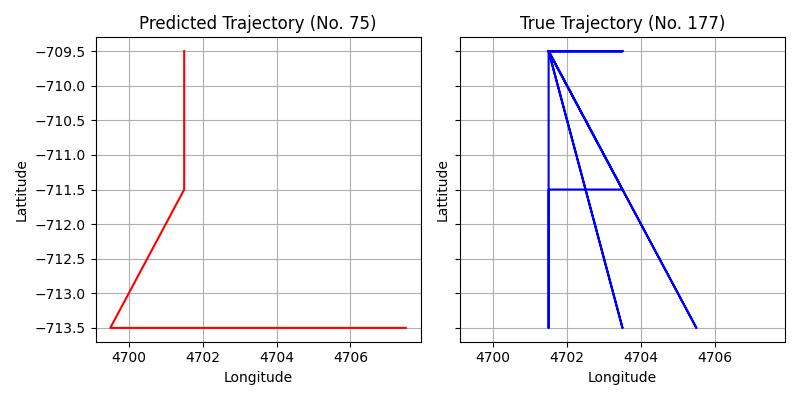 Predicted Trajectory (No. 75)
True Trajectory (No. 177)
Lattitude
−709.5
−710.0
−710.5
−711.0
−711.5
−712.0
−712.5
−713.0
−713.5
4700 4702 4704 4706
Longitude
Lattitude
4700 4702 4704 4706
Longitude